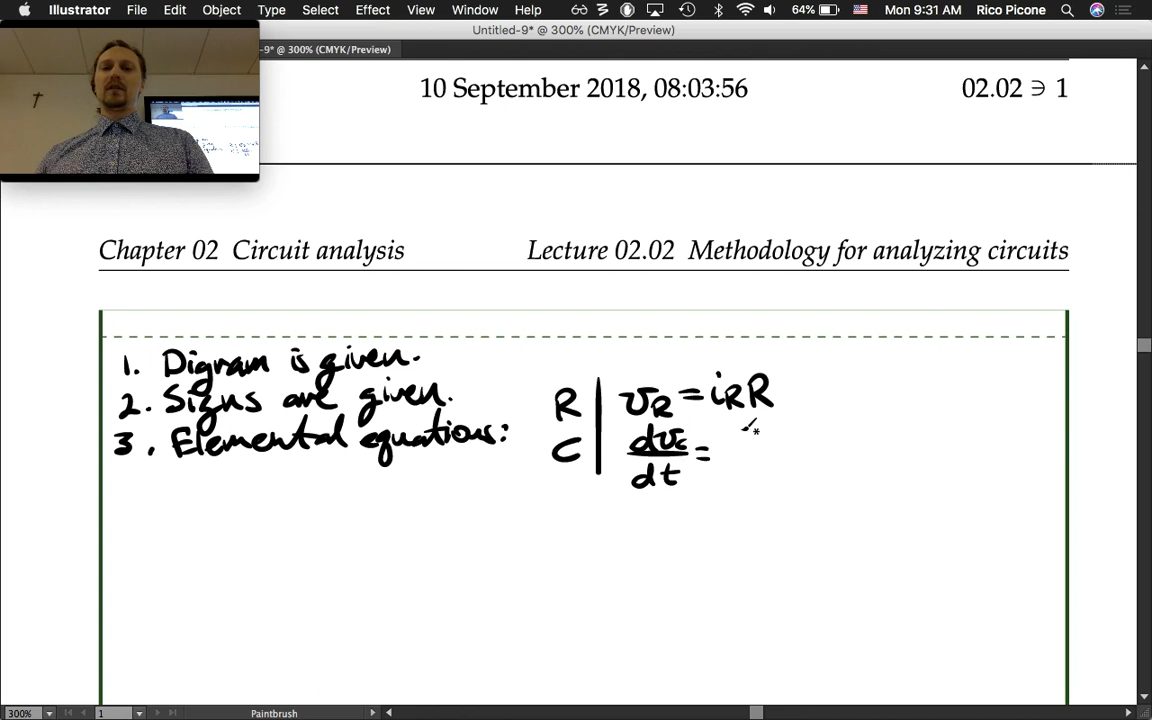 Illustrator File Edit Object Type Select Effect View Window Help 64% Mon 9:31 AM Rico Picone
Untitled-9* @ 300% (CMYK/Preview)
-9* @ 300% (CMYK/Preview)
10 September 2018, 08:03:56 02.02 ∋ 1
Chapter 02 Circuit analysis Lecture 02.02 Methodology for analyzing circuits
1. Digram is given.
2. Signs are given.
3. Elemental equations:
R | v_R = i_R R
C | dv_C/dt =
300% 1 Paintbrush